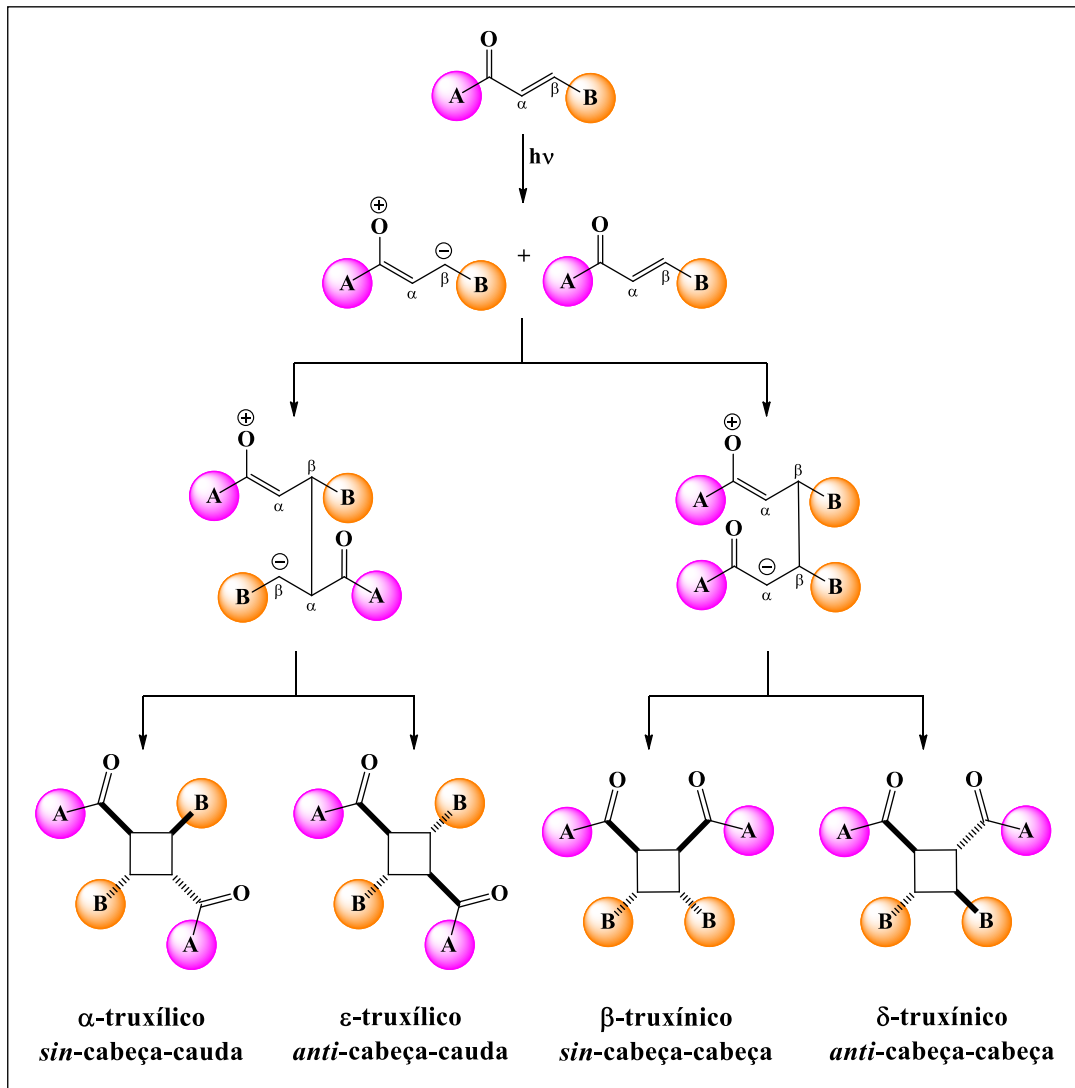 O
A
α
β
B
hν
⊕
O
A
α
⊖
β
B
+
O
A
α
β
B
⊕
O
A
α
β
B
O
B
⊖
β
α
A
⊕
O
A
α
β
B
O
A
⊖
α
β
B
O
A
B
B
O
A
O
A
B
B
O
A
O
O
A
A
B
B
O
O
A
A
B
B
α-truxílico
sin-cabeça-cauda
ε-truxílico
anti-cabeça-cauda
β-truxínico
sin-cabeça-cabeça
δ-truxínico
anti-cabeça-cabeça